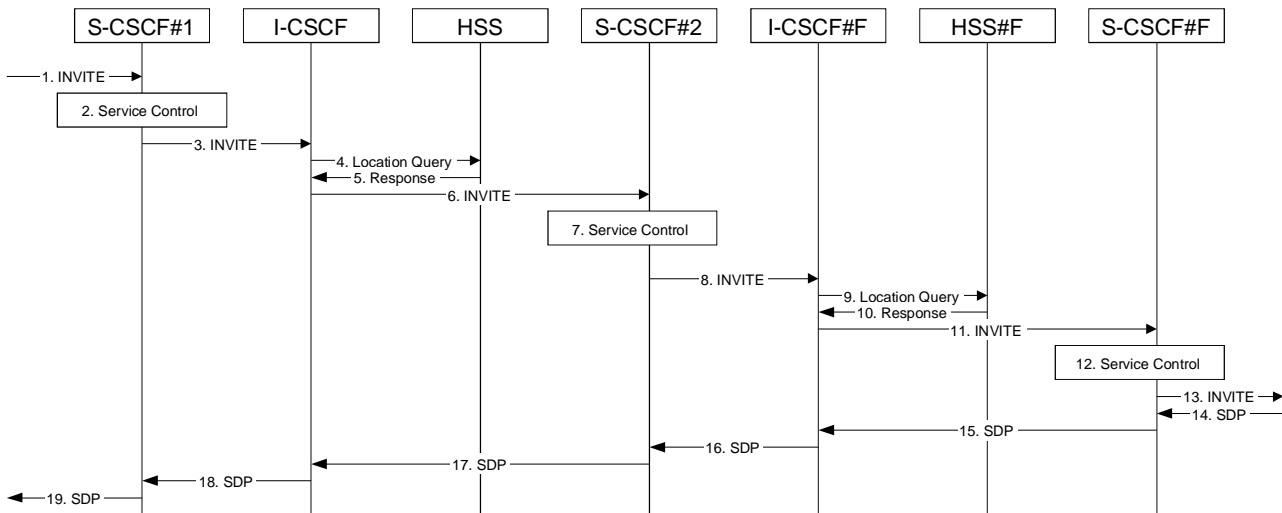 S-CSCF#1
I-CSCF
HSS
S-CSCF#2
I-CSCF#F
HSS#F
S-CSCF#F
1. INVITE
2. Service Control
3. INVITE
4. Location Query
5. Response
6. INVITE
7. Service Control
8. INVITE
9. Location Query
10. Response
11. INVITE
12. Service Control
13. INVITE
14. SDP
15. SDP
16. SDP
17. SDP
18. SDP
19. SDP